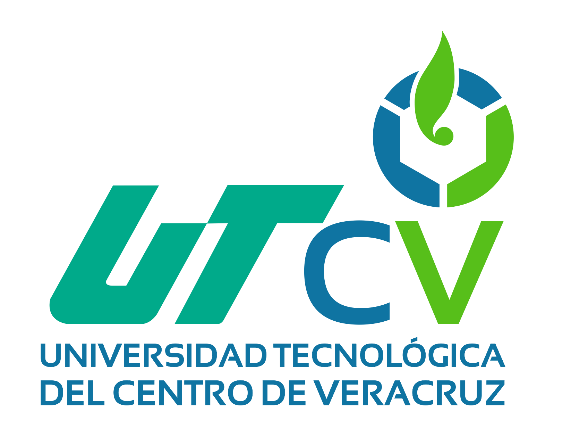 UTCV
UNIVERSIDAD TECNOLÓGICA
DEL CENTRO DE VERACRUZ